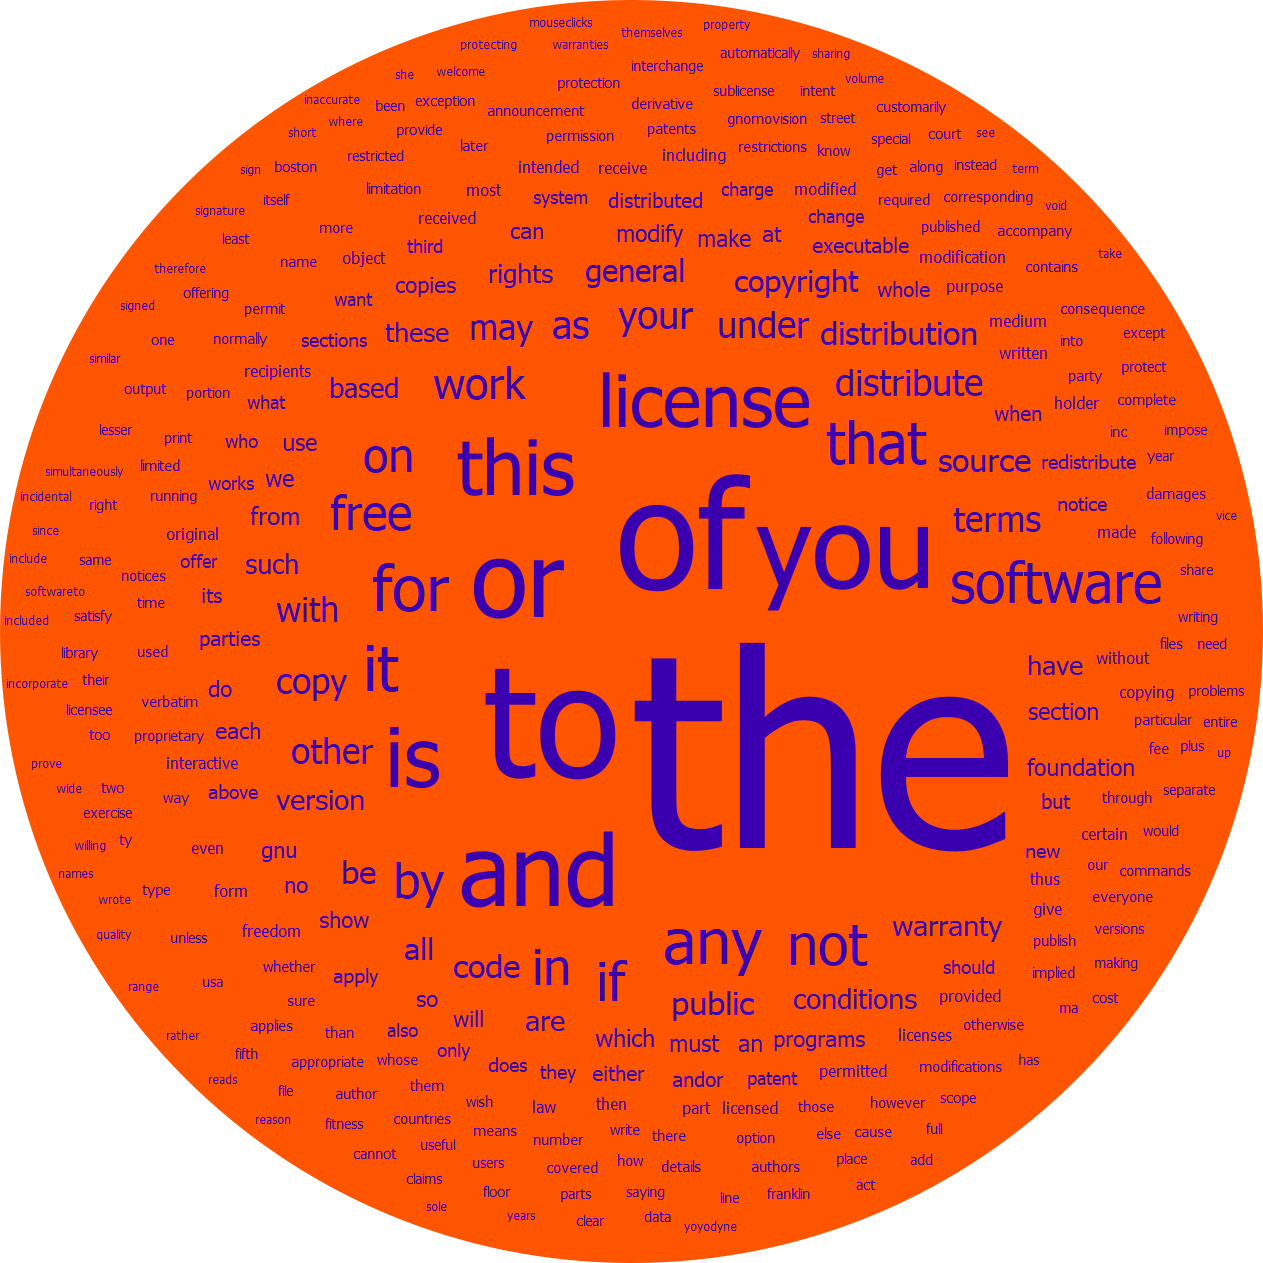 mouseclicks
property
themselves
protecting
warranties
automatically
sharing
interchange
she
welcome
protection
volume
sublicense
intent
inaccurate
been
exception
announcement
derivative
customarily
where
provide
permission
patents
gnomovision
street
short
later
including
restrictions
know
special
court
see
sign
boston
restricted
intended
receive
get
along
instead
term
itself
limitation
most
system
distributed
charge
modified
required
corresponding
signature
received
change
void
least
more
can
modify
make
at
executable
published
accompany
therefore
name
object
third
rights
general
copyright
modification
contains
take
signed
offering
permit
want
copies
whole
purpose
consequence
one
normally
sections
these
may
as
your
under
distribution
medium
into
except
similar
recipients
written
party
protect
output
portion
what
based
work
license
distribute
when
holder
complete
lesser
print
who
use
on
this
that
source
redistribute
inc
impose
year
simultaneously
limited
works
we
incidental
right
running
from
free
of
you
terms
notice
damages
vice
since
original
made
following
include
same
offer
such
software
share
softwareto
notices
time
its
for
or
with
included
satisfy
writing
library
used
parties
it
to
the
have
without
files
need
incorporate
their
do
copy
copying
problems
licensee
verbatim
section
particular
entire
too
proprietary
each
other
is
fee
plus
up
prove
interactive
foundation
wide
two
way
above
version
but
through
separate
exercise
certain
would
willing
ty
even
gnu
and
new
our
commands
names
type
form
no
be
by
thus
everyone
wrote
give
quality
unless
freedom
show
any
not
warranty
publish
versions
whether
all
code
in
if
should
implied
making
range
usa
apply
sure
so
public
conditions
provided
ma
cost
rather
applies
than
also
will
are
which
must
an
programs
licenses
otherwise
fifth
appropriate
whose
only
does
they
either
andor
patent
permitted
modifications
has
reads
file
author
them
wish
law
then
part
licensed
those
however
scope
reason
fitness
countries
means
number
write
there
option
else
cause
full
cannot
useful
users
covered
how
details
authors
place
add
claims
floor
parts
saying
line
franklin
act
sole
years
clear
data
yoyodyne